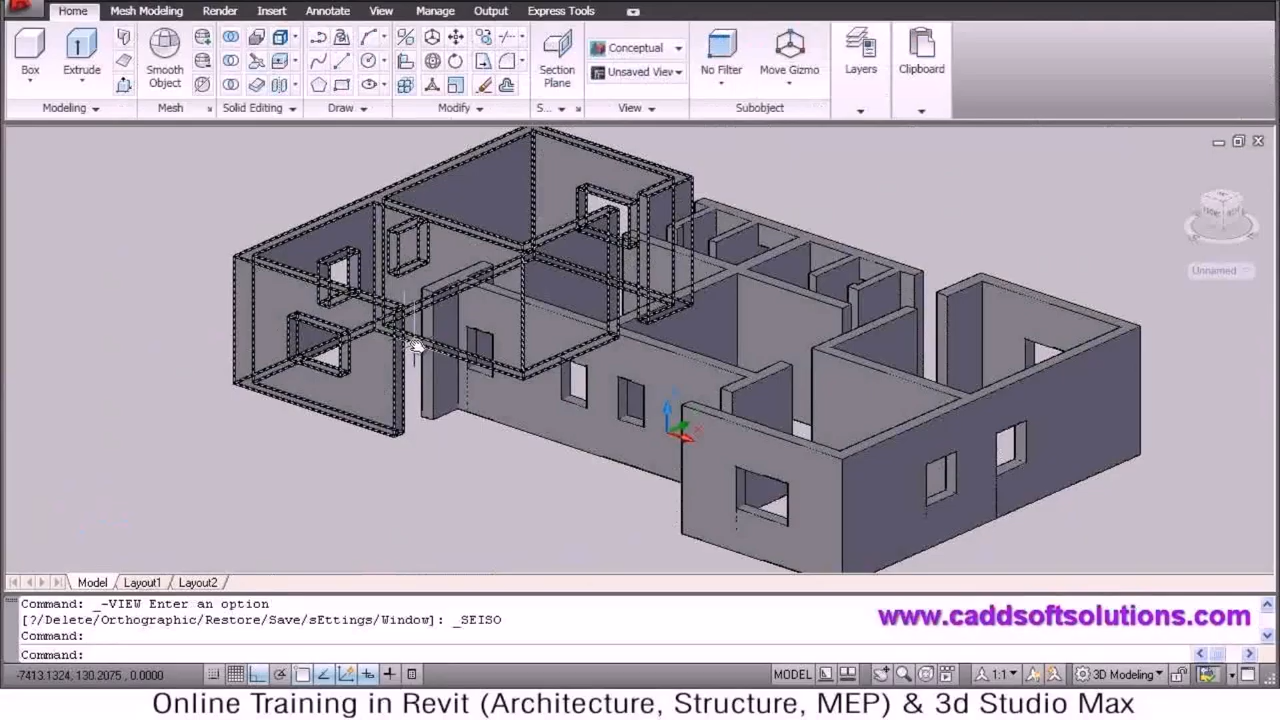 Home Mesh Modeling Render Insert Annotate View Manage Output Express Tools
Conceptual
Unsaved View
Box Extrude Smooth Object Section Plane No Filter Move Gizmo Layers Clipboard
Modeling Mesh Solid Editing Draw Modify S... View Subobject
Unnamed
Model Layout1 Layout2
Command: _-VIEW Enter an option
[?/Delete/Orthographic/Restore/Save/sEttings/Window]: _SEISO
Command:
Command:
www.caddsoftsolutions.com
-7413.1324, 130.2075, 0.0000 MODEL 1:1 3D Modeling
Online Training in Revit (Architecture, Structure, MEP) & 3d Studio Max